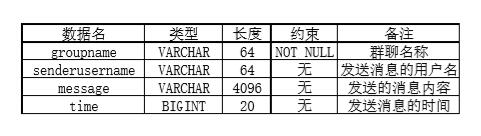 数据名 类型 长度 约束 备注
groupname VARCHAR 64 NOT NULL 群聊名称
senderusername VARCHAR 64 无 发送消息的用户名
message VARCHAR 4096 无 发送的消息内容
time BIGINT 20 无 发送消息的时间